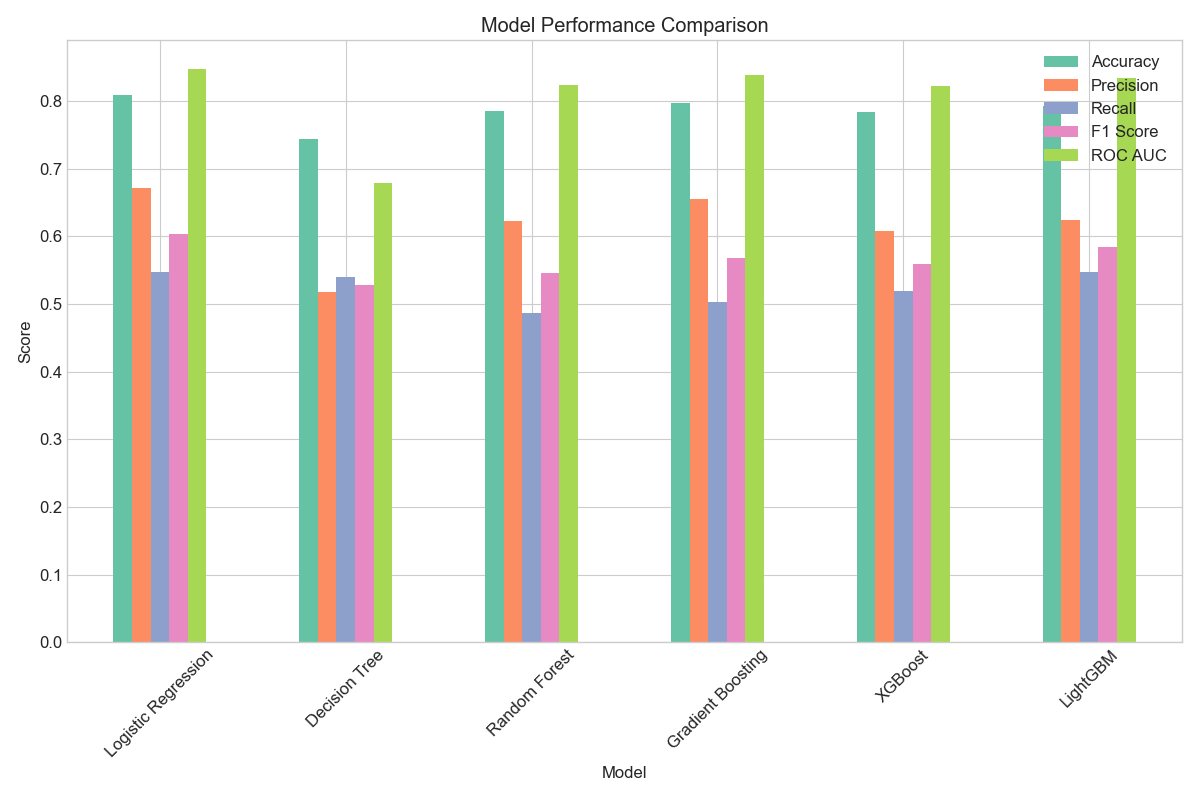 Model Performance Comparison
Accuracy
Precision
Recall
F1 Score
ROC AUC
Score
0.8
0.7
0.6
0.5
0.4
0.3
0.2
0.1
0.0
Logistic Regression
Decision Tree
Random Forest
Gradient Boosting
XGBoost
LightGBM
Model